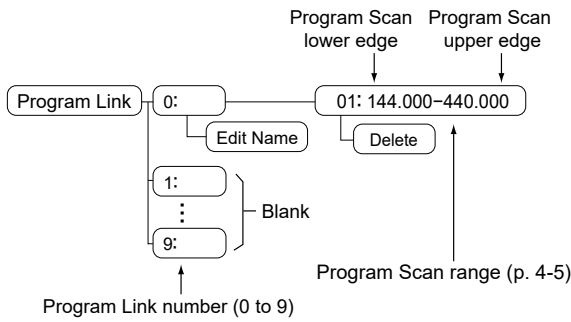 Program Scan
lower edge
Program Scan
upper edge
Program Link
0:
01: 144.000−440.000
Edit Name
Delete
1:
⋮
9:
Blank
Program Scan range (p. 4-5)
Program Link number (0 to 9)